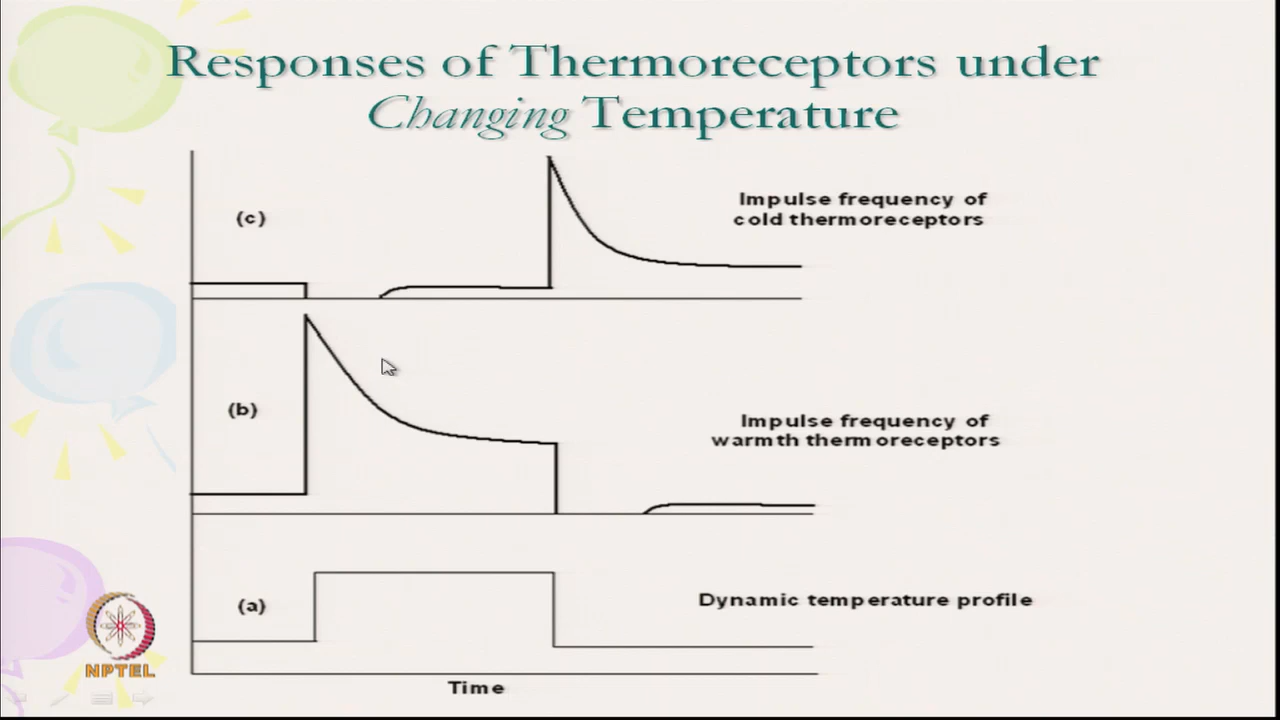 Responses of Thermoreceptors under
Changing Temperature
(c)
Impulse frequency of
cold thermoreceptors
(b)
Impulse frequency of
warmth thermoreceptors
(a)
Dynamic temperature profile
NPTEL
Time